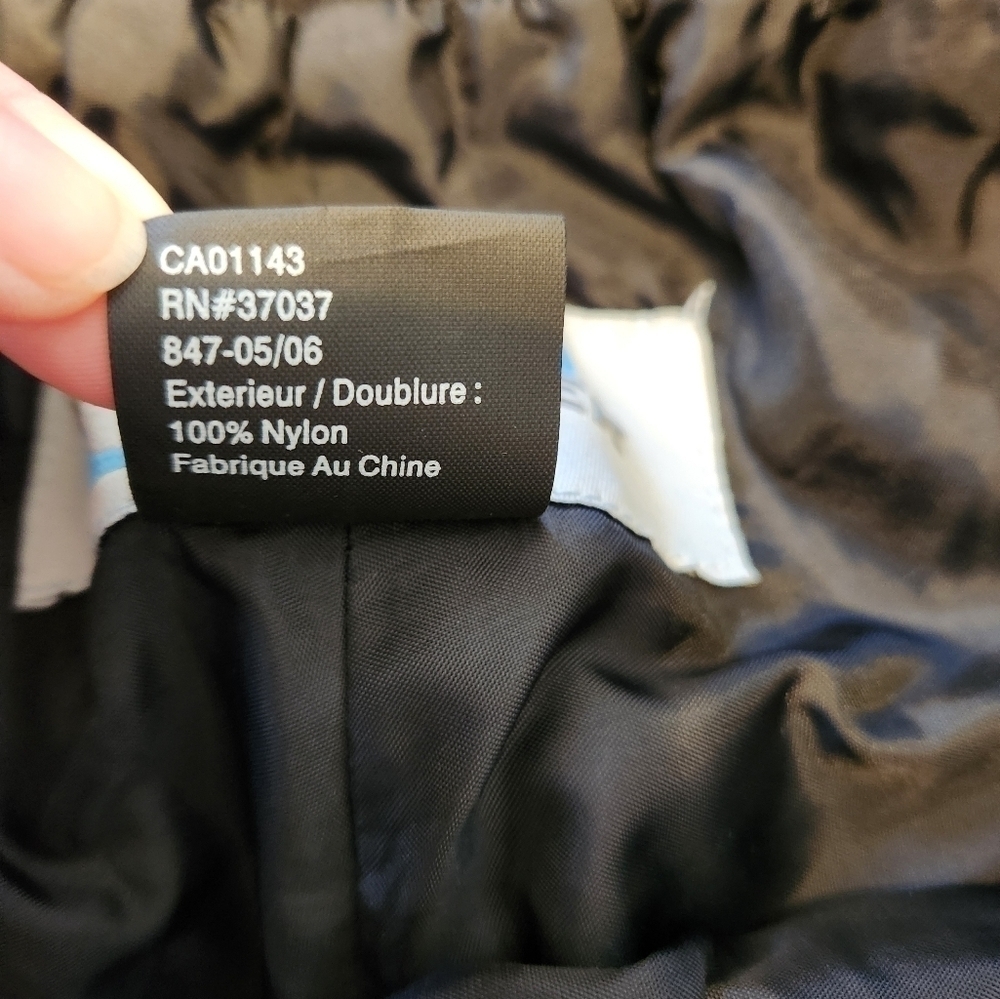 CA01143
RN#37037
847-05/06
Exterieur / Doublure :
100% Nylon
Fabrique Au Chine